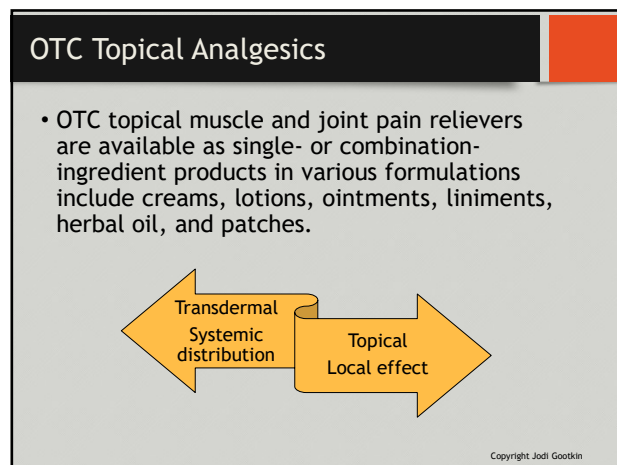 OTC Topical Analgesics
• OTC topical muscle and joint pain relievers
are available as single- or combination-
ingredient products in various formulations
include creams, lotions, ointments, liniments,
herbal oil, and patches.
Transdermal
Systemic
distribution
Topical
Local effect
Copyright Jodi Gootkin